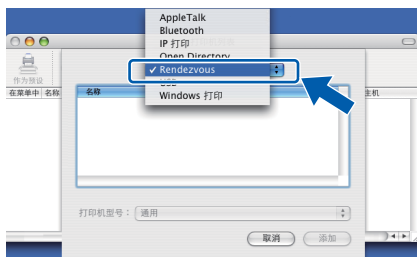 AppleTalk
Bluetooth
IP 打印
Open Directory
✓ Rendezvous
USB
Windows 打印
作为预设
在菜单中 名称
名称
主机
打印机型号： 通用
取消 添加